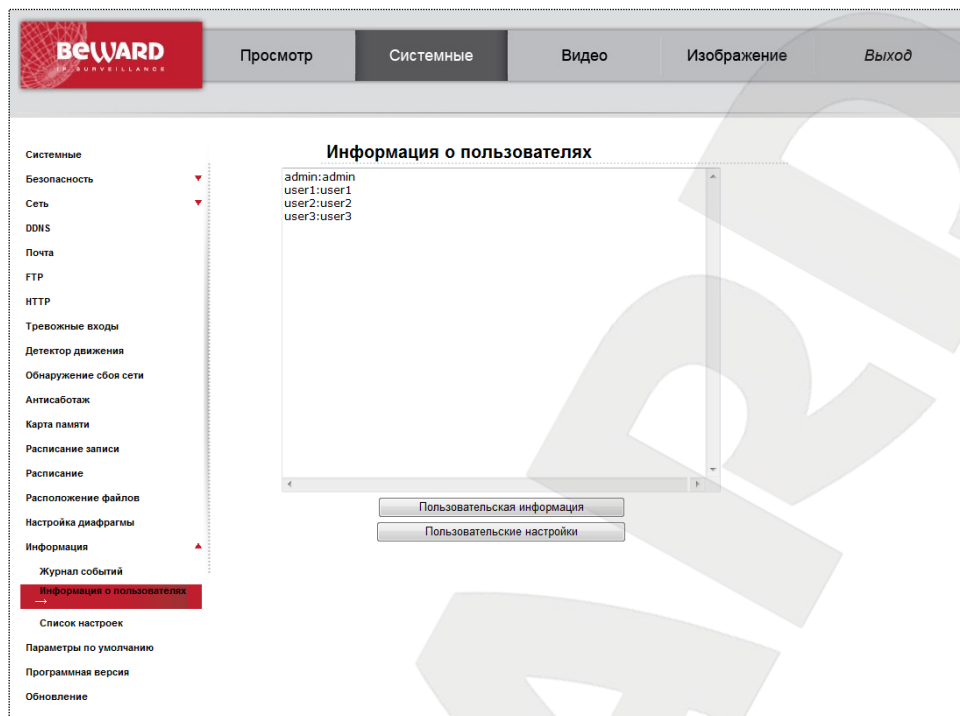 BEWARD
IP SURVEILLANCE
Просмотр
Системные
Видео
Изображение
Выход
Системные
Безопасность
Сеть
DDNS
Почта
FTP
HTTP
Тревожные входы
Детектор движения
Обнаружение сбоя сети
Антисаботаж
Карта памяти
Расписание записи
Расписание
Расположение файлов
Настройка диафрагмы
Информация
Журнал событий
Информация о пользователях
Список настроек
Параметры по умолчанию
Программная версия
Обновление
Информация о пользователях
admin:admin
user1:user1
user2:user2
user3:user3
Пользовательская информация
Пользовательские настройки
ARD